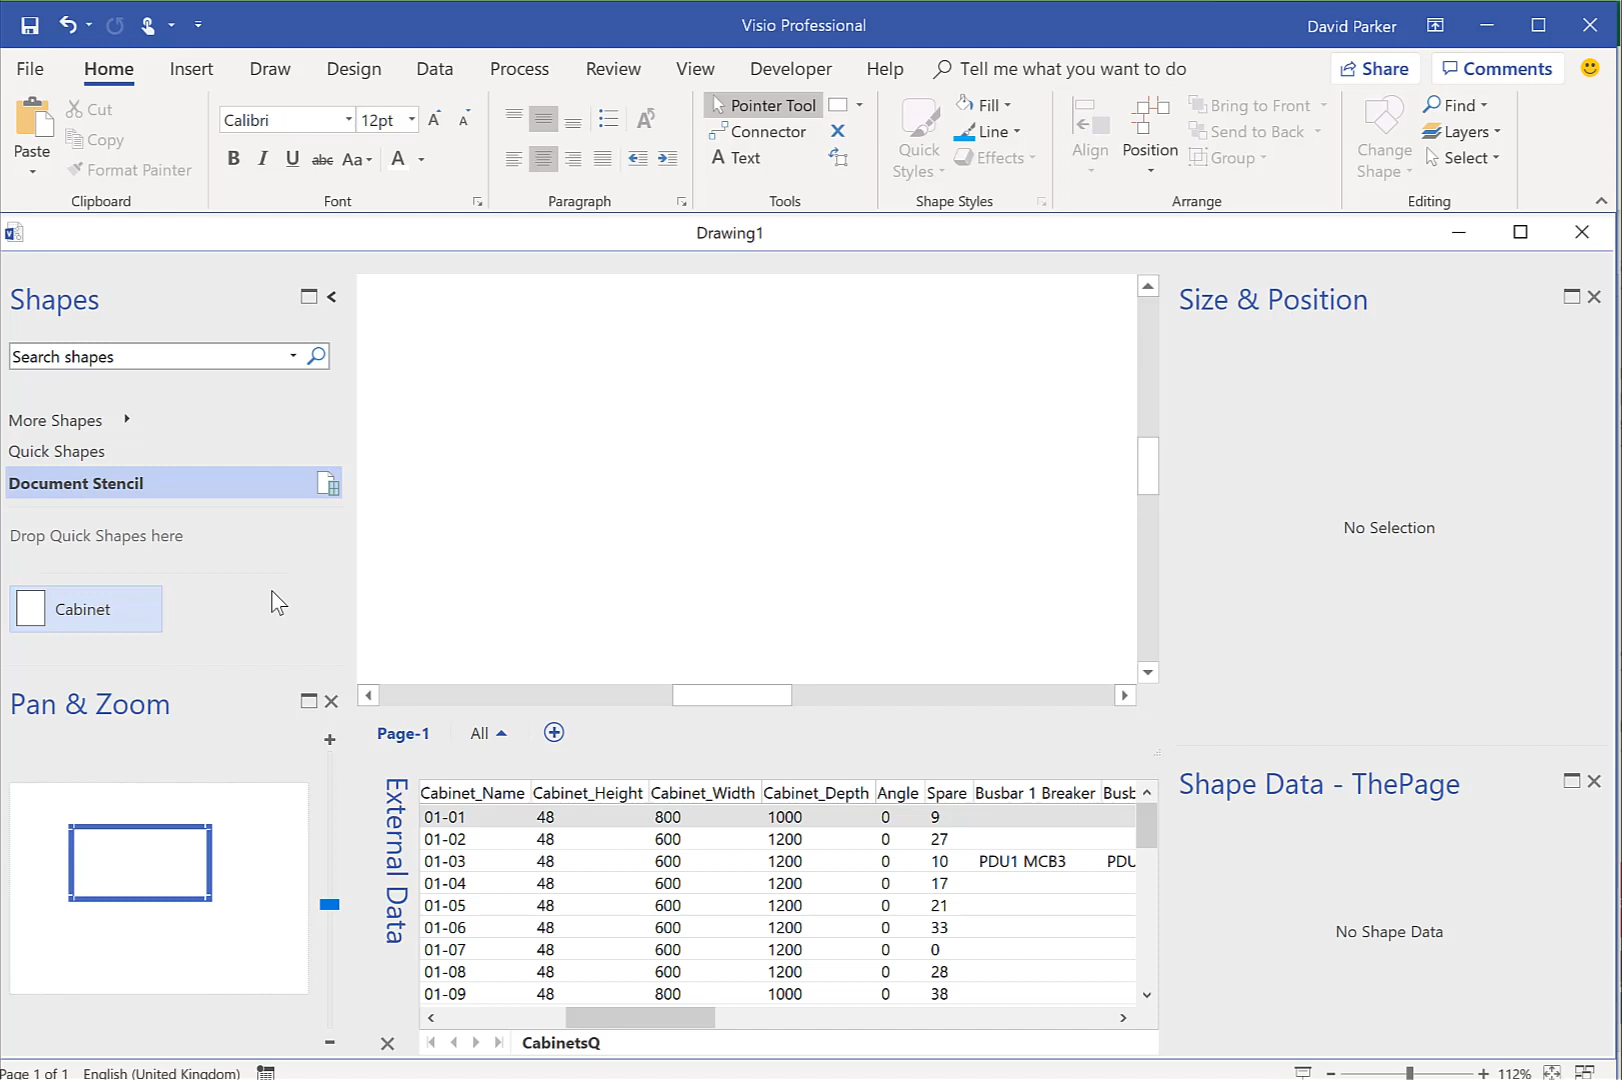 Visio Professional
David Parker
File Home Insert Draw Design Data Process Review View Developer Help Tell me what you want to do Share Comments
Paste
Cut
Copy
Format Painter
Clipboard
Calibri 12pt
B I U abc Aa A
Font
Paragraph
Pointer Tool
Connector
A Text
Tools
Quick Styles
Fill
Line
Effects
Shape Styles
Align
Position
Bring to Front
Send to Back
Group
Arrange
Change Shape
Find
Layers
Select
Editing
Drawing1
Shapes
Search shapes
More Shapes
Quick Shapes
Document Stencil
Drop Quick Shapes here
Cabinet
Pan & Zoom
Page-1 All
External Data
Cabinet_Name Cabinet_Height Cabinet_Width Cabinet_Depth Angle Spare Busbar 1 Breaker Busb
01-01 48 800 1000 0 9
01-02 48 600 1200 0 27
01-03 48 600 1200 0 10 PDU1 MCB3 PDU
01-04 48 600 1200 0 17
01-05 48 600 1200 0 21
01-06 48 600 1200 0 33
01-07 48 600 1200 0 0
01-08 48 600 1200 0 28
01-09 48 800 1000 0 38
CabinetsQ
Size & Position
No Selection
Shape Data - ThePage
No Shape Data
Page 1 of 1 English (United Kingdom)
112%